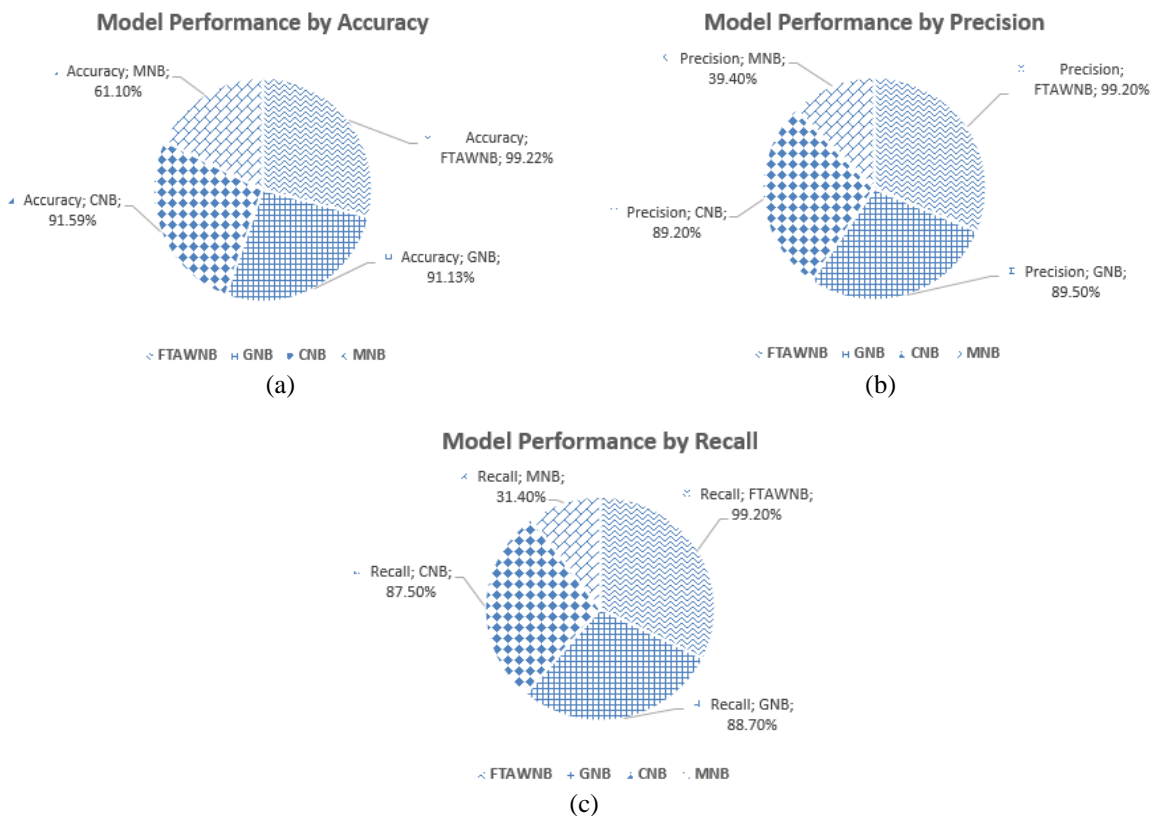 Model Performance by Accuracy
Accuracy; MNB;
61.10%
Accuracy;
FTAWNB; 99.22%
Accuracy; CNB;
91.59%
Accuracy; GNB;
91.13%
FTAWNB GNB CNB MNB
(a)
Model Performance by Precision
Precision; MNB;
39.40%
Precision;
FTAWNB; 99.20%
Precision; CNB;
89.20%
Precision; GNB;
89.50%
FTAWNB GNB CNB MNB
(b)
Model Performance by Recall
Recall; MNB;
31.40%
Recall; FTAWNB;
99.20%
Recall; CNB;
87.50%
Recall; GNB;
88.70%
FTAWNB GNB CNB MNB
(c)